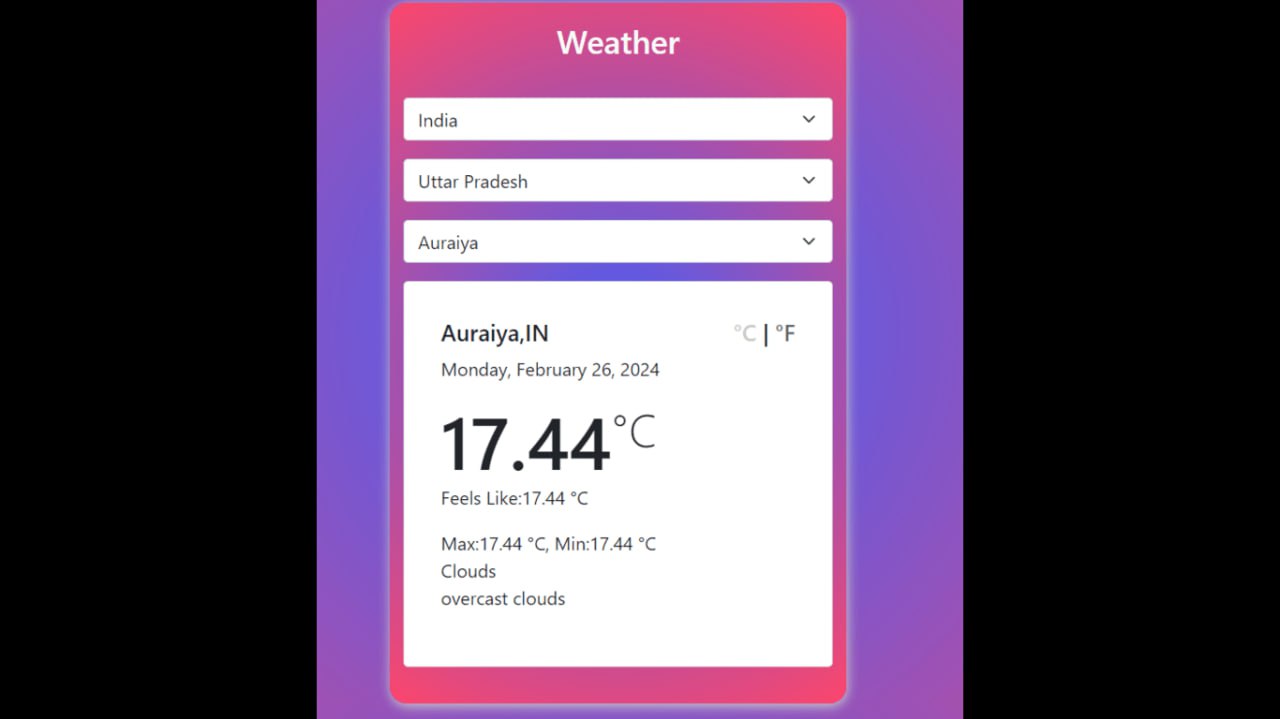 Weather
India
Uttar Pradesh
Auraiya
Auraiya,IN °C | °F
Monday, February 26, 2024
17.44°C
Feels Like:17.44 °C
Max:17.44 °C, Min:17.44 °C
Clouds
overcast clouds